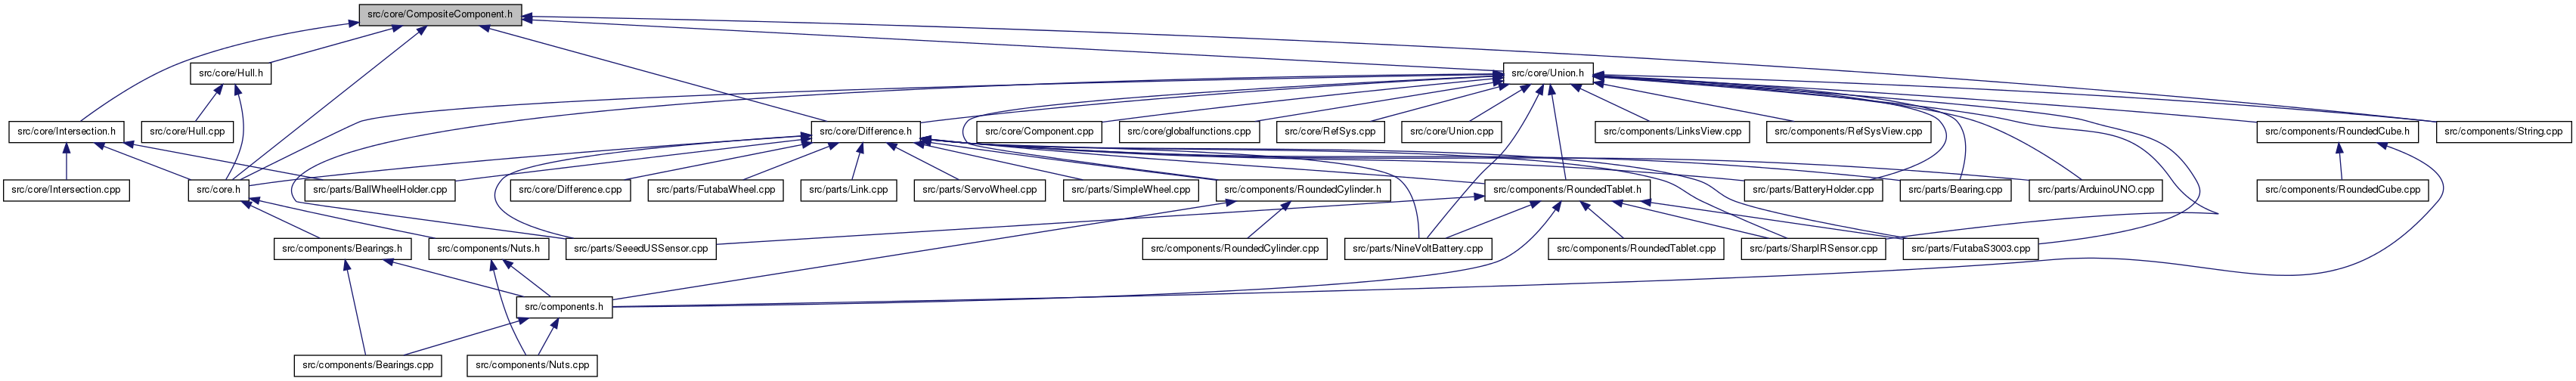 src/core/CompositeComponent.h
src/core/Hull.h
src/core/Union.h
src/core/Intersection.h
src/core/Hull.cpp
src/core/Difference.h
src/core/Component.cpp
src/core/globalfunctions.cpp
src/core/RefSys.cpp
src/core/Union.cpp
src/components/LinksView.cpp
src/components/RefSysView.cpp
src/components/RoundedCube.h
src/components/String.cpp
src/core/Intersection.cpp
src/core.h
src/parts/BallWheelHolder.cpp
src/core/Difference.cpp
src/parts/FutabaWheel.cpp
src/parts/Link.cpp
src/parts/ServoWheel.cpp
src/parts/SimpleWheel.cpp
src/components/RoundedCylinder.h
src/components/RoundedTablet.h
src/parts/BatteryHolder.cpp
src/parts/Bearing.cpp
src/parts/ArduinoUNO.cpp
src/components/RoundedCube.cpp
src/components/Bearings.h
src/components/Nuts.h
src/parts/SeeedUSSensor.cpp
src/components/RoundedCylinder.cpp
src/parts/NineVoltBattery.cpp
src/components/RoundedTablet.cpp
src/parts/SharpIRSensor.cpp
src/parts/FutabaS3003.cpp
src/components.h
src/components/Bearings.cpp
src/components/Nuts.cpp